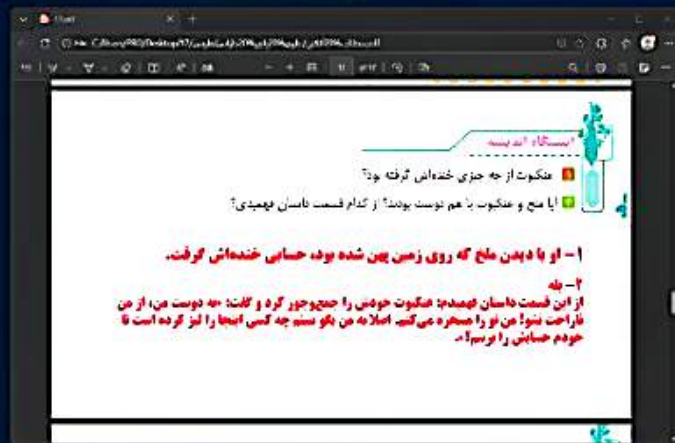 ایستگاه اندیشه
عنکبوت از چه چیزی خنده‌اش گرفته بود؟
آیا ملخ و عنکبوت با هم دوست بودند؟ از کدام قسمت داستان فهمیدی؟
۱- او با دیدن ملخ که روی زمین پهن شده بود، حسابی خنده‌اش گرفت.
۲- بله
از این قسمت داستان فهمیدم: عنکبوت خودش را جمع‌وجور کرد و گفت: «نه دوست من، از من
ناراحت نشو! من تو را مسخره نمی‌کنم. اصلا به من بگو ببینم چه کسی اینجا را لیز کرده است تا
خودم حسابش را برسم!».